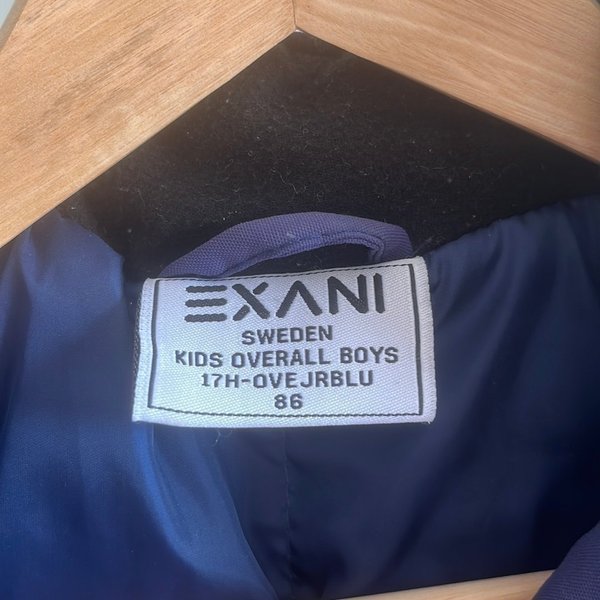 EXANI
SWEDEN
KIDS OVERALL BOYS
17H-OVEJRBLU
86